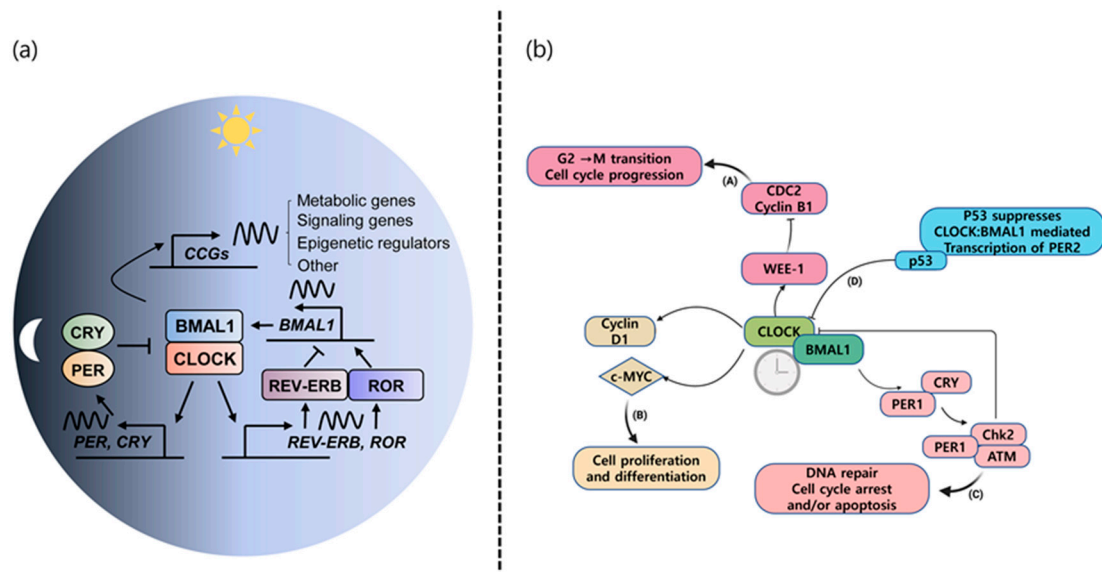 (a)
Metabolic genes
Signaling genes
Epigenetic regulators
Other
CCGs
BMAL1
CRY
BMAL1
PER
CLOCK
REV-ERB
ROR
PER, CRY
REV-ERB, ROR
(b)
G2 →M transition
Cell cycle progression
(A)
CDC2
Cyclin B1
P53 suppresses
CLOCK:BMAL1 mediated
Transcription of PER2
p53
WEE-1
(D)
Cyclin
D1
CLOCK
BMAL1
c-MYC
CRY
PER1
(B)
Chk2
PER1
ATM
Cell proliferation
and differentiation
DNA repair
Cell cycle arrest
and/or apoptosis
(C)